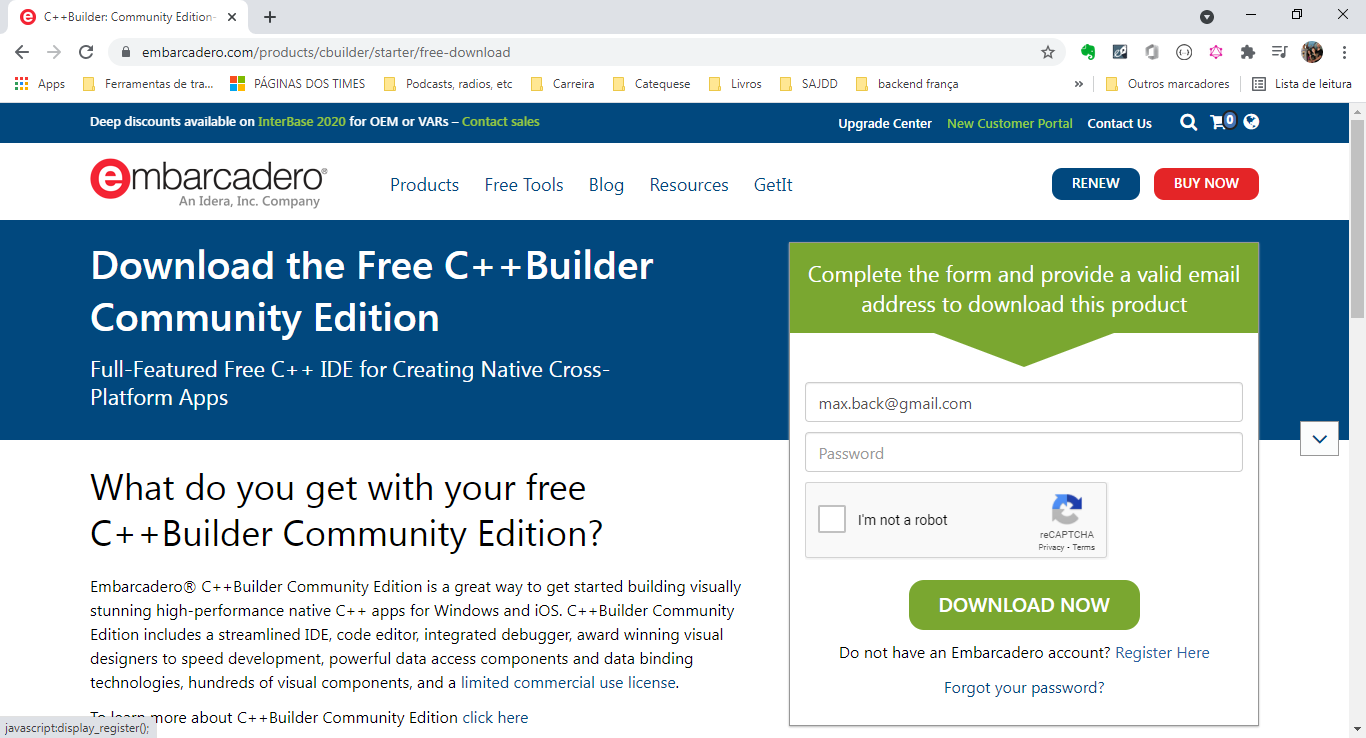 C++Builder: Community Edition-
embarcadero.com/products/cbuilder/starter/free-download
Apps
Ferramentas de tra...
PÁGINAS DOS TIMES
Podcasts, radios, etc
Carreira
Catequese
Livros
SAJDD
backend frança
»
Outros marcadores
Lista de leitura
Deep discounts available on InterBase 2020 for OEM or VARs – Contact sales
Upgrade Center
New Customer Portal
Contact Us
0
embarcadero®
An Idera, Inc. Company
Products
Free Tools
Blog
Resources
GetIt
RENEW
BUY NOW
Download the Free C++Builder
Community Edition
Full-Featured Free C++ IDE for Creating Native Cross-
Platform Apps
Complete the form and provide a valid email
address to download this product
max.back@gmail.com
Password
I'm not a robot
reCAPTCHA
Privacy - Terms
DOWNLOAD NOW
Do not have an Embarcadero account? Register Here
Forgot your password?
What do you get with your free
C++Builder Community Edition?
Embarcadero® C++Builder Community Edition is a great way to get started building visually
stunning high-performance native C++ apps for Windows and iOS. C++Builder Community
Edition includes a streamlined IDE, code editor, integrated debugger, award winning visual
designers to speed development, powerful data access components and data binding
technologies, hundreds of visual components, and a limited commercial use license.
To learn more about C++Builder Community Edition click here
javascript:display_register();